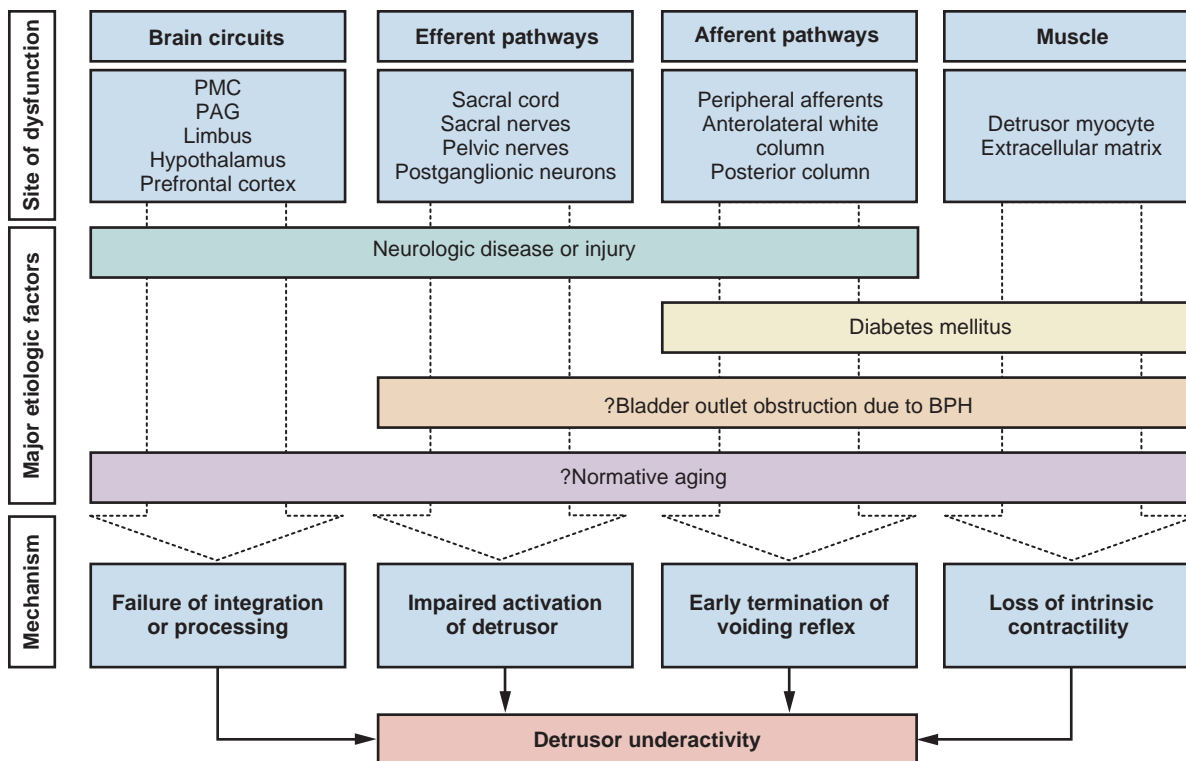 Site of dysfunction
Brain circuits
Efferent pathways
Afferent pathways
Muscle
PMC
PAG
Limbus
Hypothalamus
Prefrontal cortex
Sacral cord
Sacral nerves
Pelvic nerves
Postganglionic neurons
Peripheral afferents
Anterolateral white
column
Posterior column
Detrusor myocyte
Extracellular matrix
Major etiologic factors
Neurologic disease or injury
Diabetes mellitus
?Bladder outlet obstruction due to BPH
?Normative aging
Mechanism
Failure of integration
or processing
Impaired activation
of detrusor
Early termination of
voiding reflex
Loss of intrinsic
contractility
Detrusor underactivity